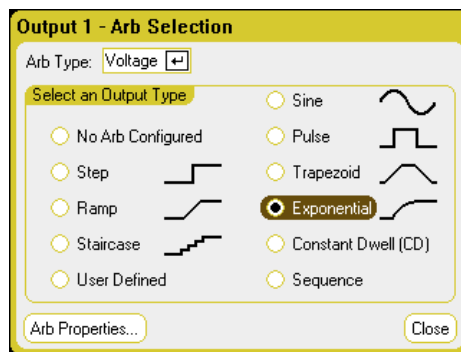 Output 1 - Arb Selection
Arb Type: Voltage
Select an Output Type
No Arb Configured
Step
Ramp
Staircase
User Defined
Sine
Pulse
Trapezoid
Exponential
Constant Dwell (CD)
Sequence
Arb Properties...
Close